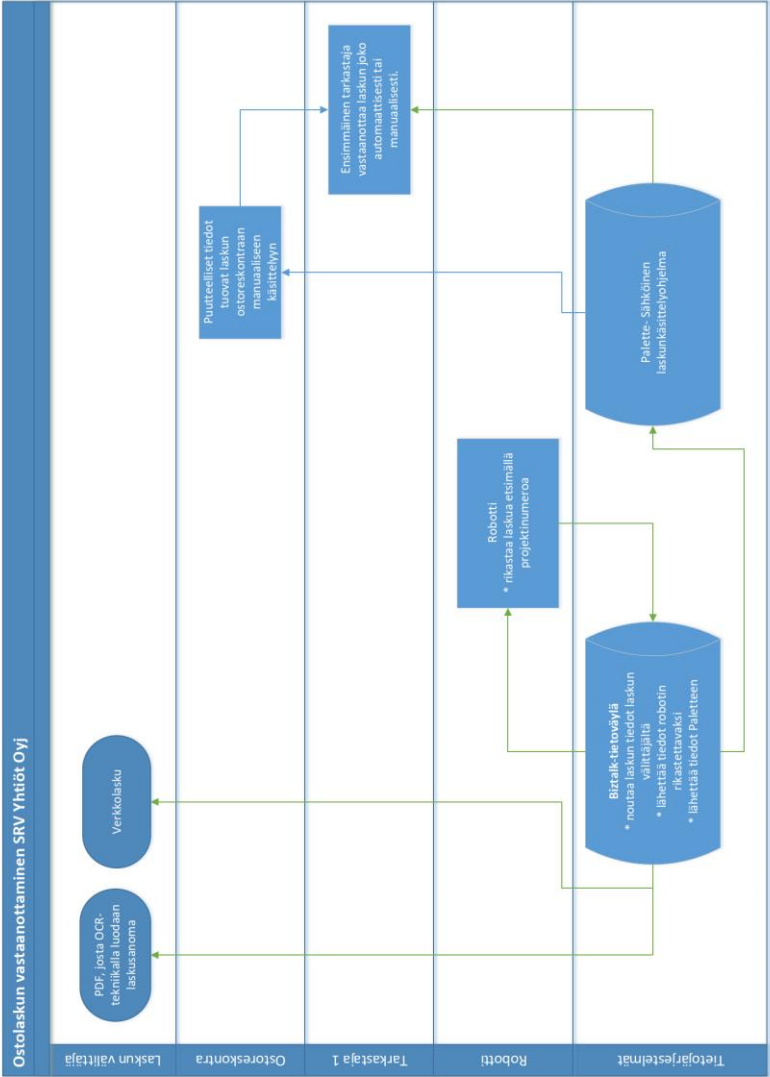 Ostolaskun vastaanottaminen SRV Yhtiöt Oyj
Laskun välittäjä
PDF, josta OCR-
tekniikalla luodaan
laskusanoma
Verkkolasku
Ostoreskontra
Puutteelliset tiedot
tuovat laskun
ostoreskontraan
manuaaliseen
käsittelyyn
Tarkastaja 1
Ensimmäinen tarkastaja
vastaanottaa laskun joko
automaattisesti tai
manuaalisesti.
Robotti
Robotti
* rikastaa laskua etsimällä
projektinumeroa
Tietojärjestelmät
Biztalk-tietoväylä
* noutaa laskun tiedot laskun
välittäjältä
* lähettää tiedot robotin
rikastettavaksi
* lähettää tiedot Paletteen
Palette- Sähköinen
laskunkäsittelyohjelma